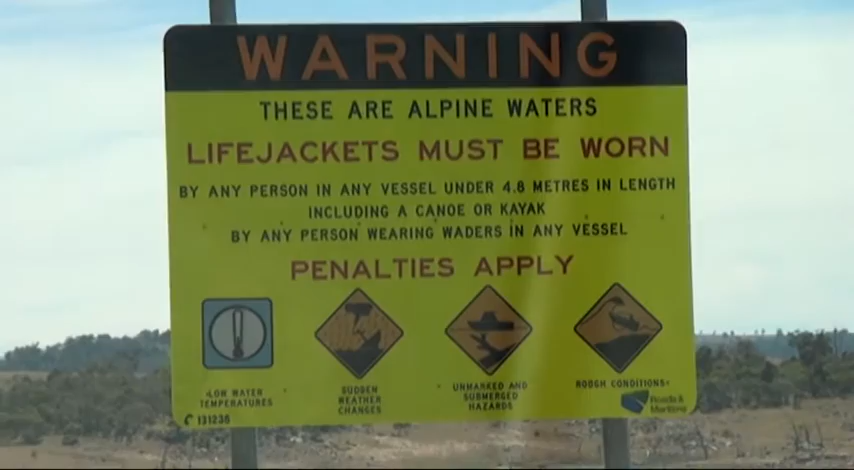 WARNING
THESE ARE ALPINE WATERS
LIFEJACKETS MUST BE WORN
BY ANY PERSON IN ANY VESSEL UNDER 4.8 METRES IN LENGTH
INCLUDING A CANOE OR KAYAK
BY ANY PERSON WEARING WADERS IN ANY VESSEL
PENALTIES APPLY
LOW WATER
TEMPERATURES
SUDDEN
WEATHER
CHANGES
UNMARKED AND
SUBMERGED
HAZARDS
ROUGH CONDITIONS
Roads &
Maritime
131236